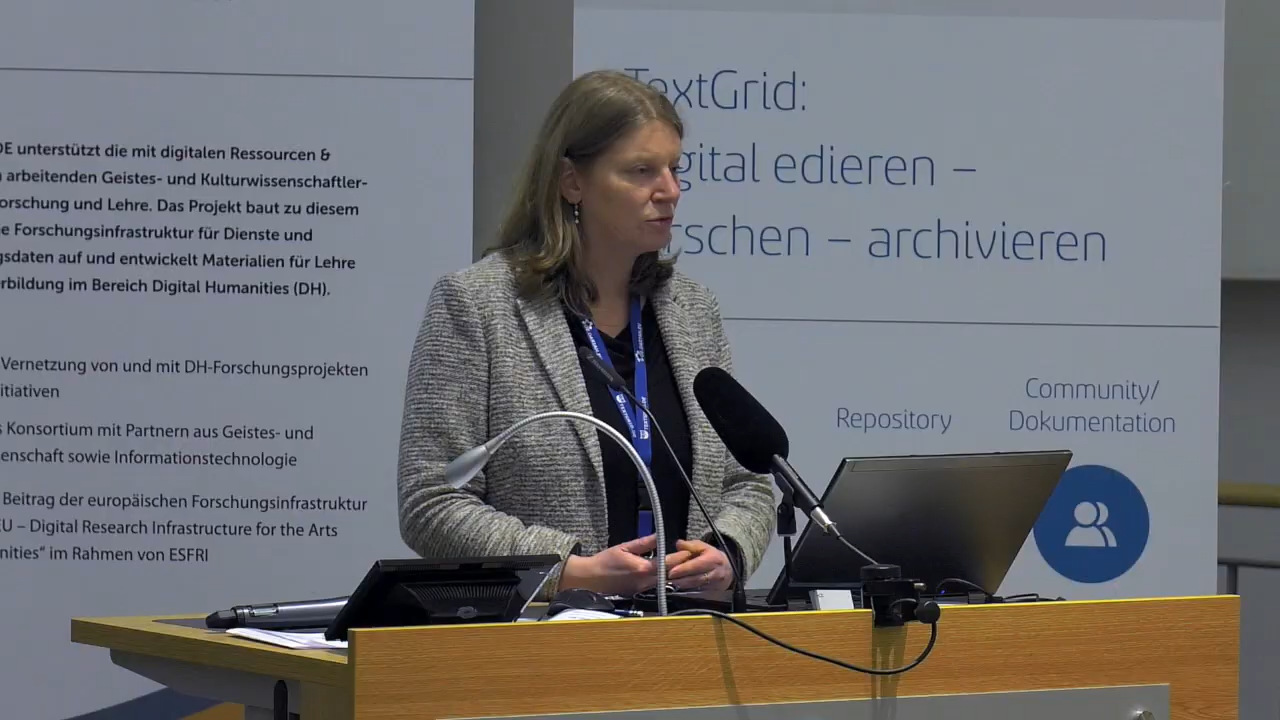 DE unterstützt die mit digitalen Ressourcen &
arbeitenden Geistes- und Kulturwissenschaftler-
orschung und Lehre. Das Projekt baut zu diesem
e Forschungsinfrastruktur für Dienste und
gsdaten auf und entwickelt Materialien für Lehre
rbildung im Bereich Digital Humanities (DH).
Vernetzung von und mit DH-Forschungsprojekten
itiativen
Konsortium mit Partnern aus Geistes- und
enschaft sowie Informationstechnologie
Beitrag der europäischen Forschungsinfrastruktur
EU – Digital Research Infrastructure for the Arts
nities“ im Rahmen von ESFRI
TextGrid:
gital edieren –
rschen – archivieren
Repository
Community/
Dokumentation